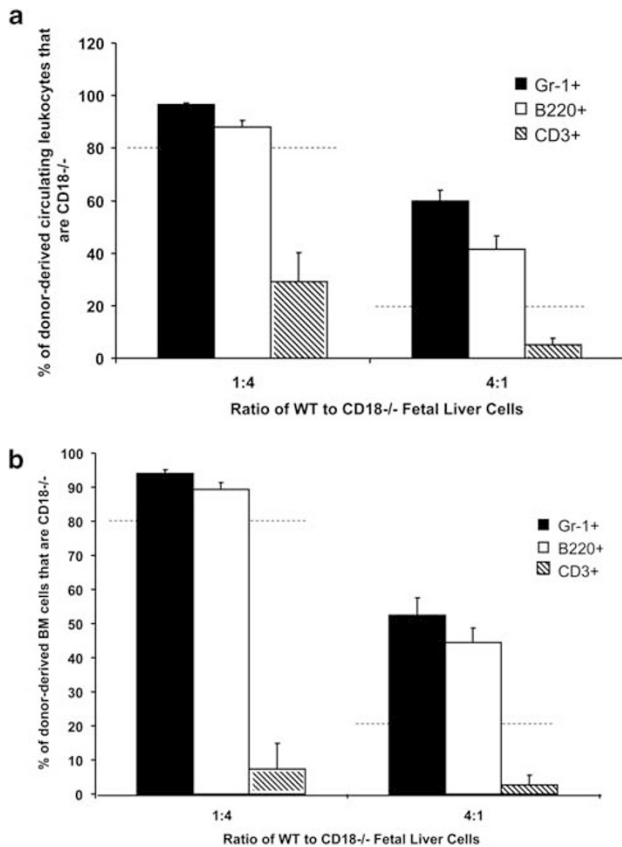 a
% of donor-derived circulating leukocytes that
are CD18-/-
120
100
80
60
40
20
0
Gr-1+
B220+
CD3+
1:4
4:1
Ratio of WT to CD18-/- Fetal Liver Cells
b
% of donor-derived BM cells that are CD18-/-
100
90
80
70
60
50
40
30
20
10
0
Gr-1+
B220+
CD3+
1:4
4:1
Ratio of WT to CD18-/- Fetal Liver Cells